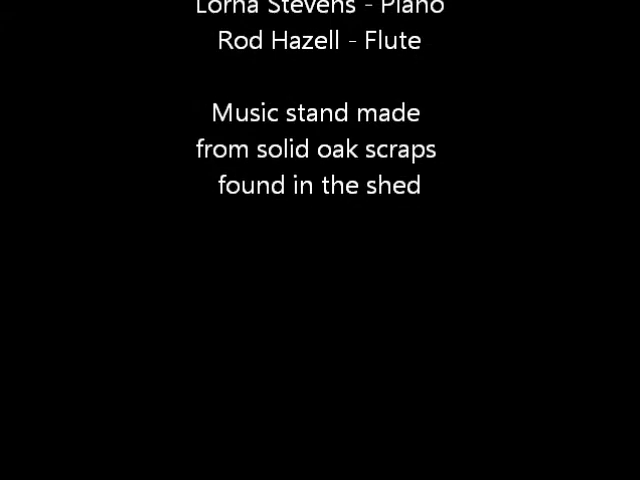 Lorna Stevens - Piano
Rod Hazell - Flute
Music stand made
from solid oak scraps
found in the shed